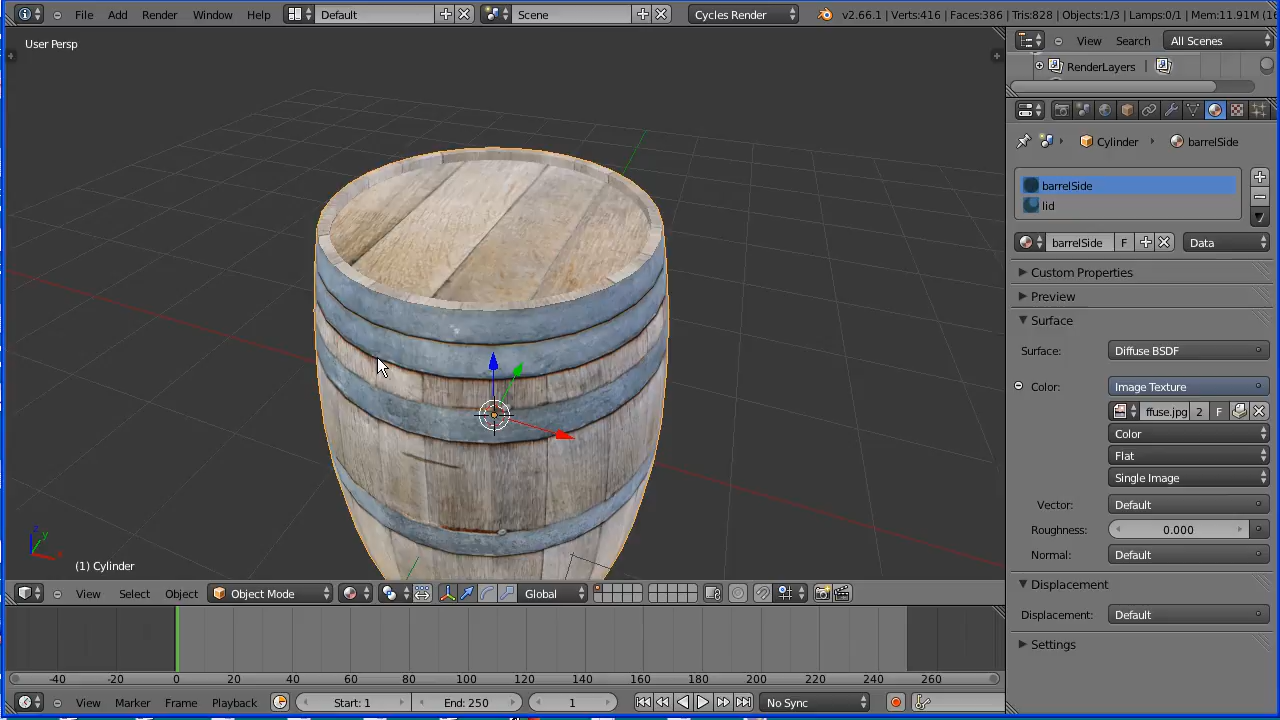 File Add Render Window Help Default Scene Cycles Render v2.66.1 | Verts:416 | Faces:386 | Tris:828 | Objects:1/3 | Lamps:0/1 | Mem:11.91M
User Persp
View Search All Scenes
RenderLayers
Cylinder barrelSide
barrelSide
lid
barrelSide F Data
Custom Properties
Preview
Surface
Surface: Diffuse BSDF
Color: Image Texture
ffuse.jpg 2 F
Color
Flat
Single Image
Vector: Default
Roughness: 0.000
Normal: Default
z
y
x
(1) Cylinder
View Select Object Object Mode Global
Displacement
Displacement: Default
Settings
-40 -20 0 20 40 60 80 100 120 140 160 180 200 220 240 260
View Marker Frame Playback Start: 1 End: 250 1 No Sync